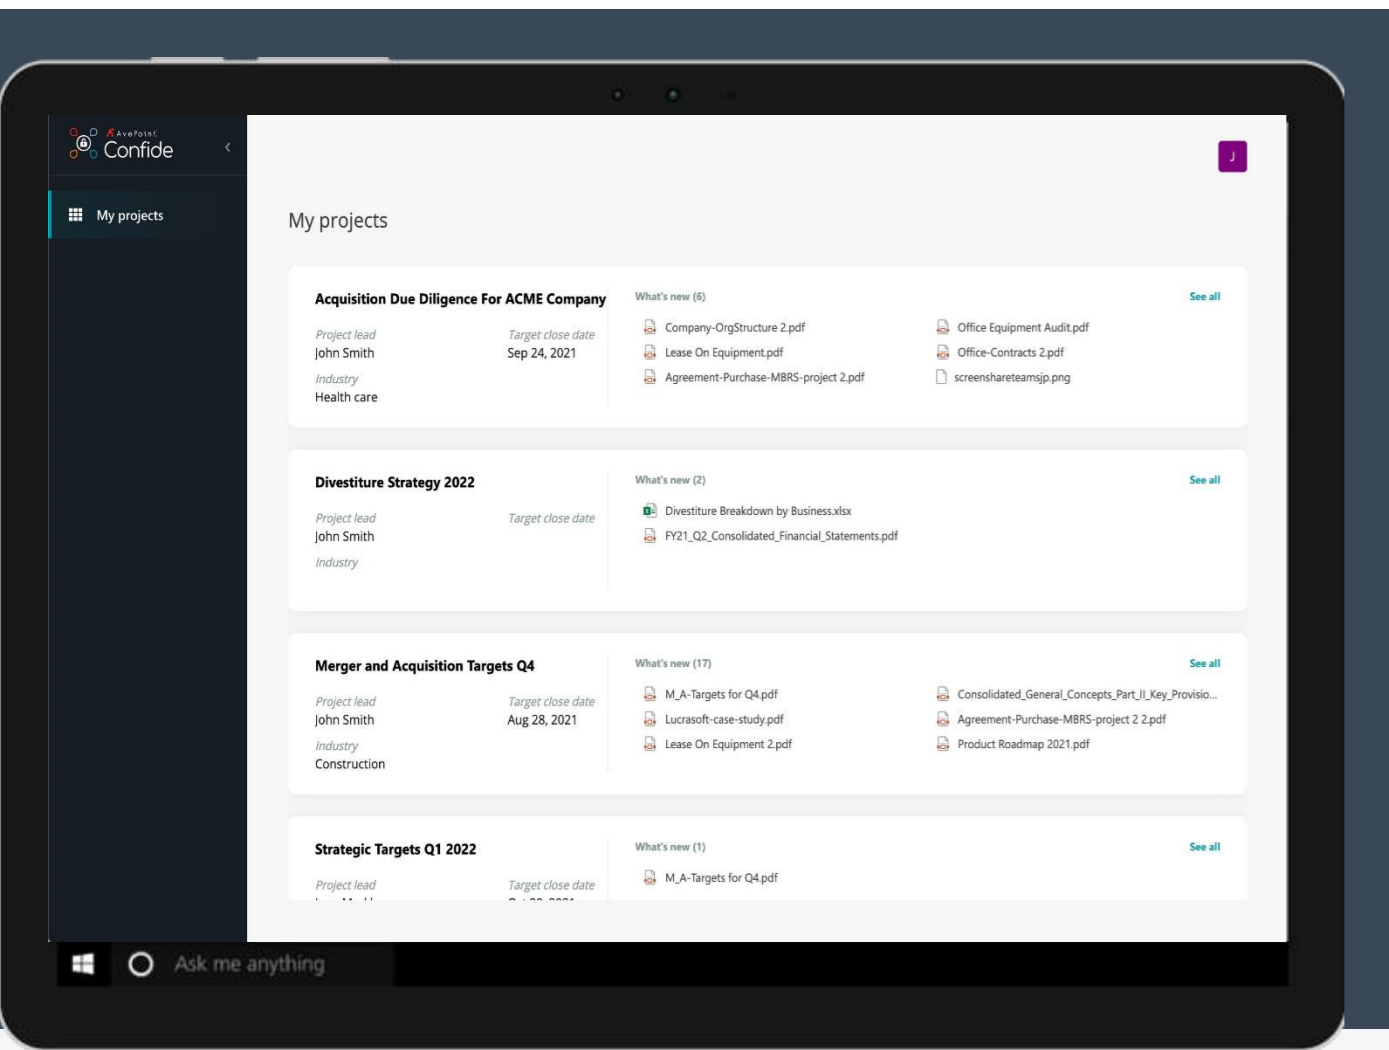 AvePoint
Confide
J
My projects
My projects
Acquisition Due Diligence For ACME Company
What's new (6)
See all
Project lead
Target close date
John Smith
Sep 24, 2021
Industry
Health care
Company-OrgStructure 2.pdf
Office Equipment Audit.pdf
Lease On Equipment.pdf
Office-Contracts 2.pdf
Agreement-Purchase-MBRS-project 2.pdf
screenshareteamsjp.png
Divestiture Strategy 2022
What's new (2)
See all
Project lead
Target close date
John Smith
Industry
Divestiture Breakdown by Business.xlsx
FY21_Q2_Consolidated_Financial_Statements.pdf
Merger and Acquisition Targets Q4
What's new (17)
See all
Project lead
Target close date
John Smith
Aug 28, 2021
Industry
Construction
M_A-Targets for Q4.pdf
Consolidated_General_Concepts_Part_II_Key_Provisio...
Lucrasoft-case-study.pdf
Agreement-Purchase-MBRS-project 2 2.pdf
Lease On Equipment 2.pdf
Product Roadmap 2021.pdf
Strategic Targets Q1 2022
What's new (1)
See all
Project lead
Target close date
M_A-Targets for Q4.pdf
Ask me anything